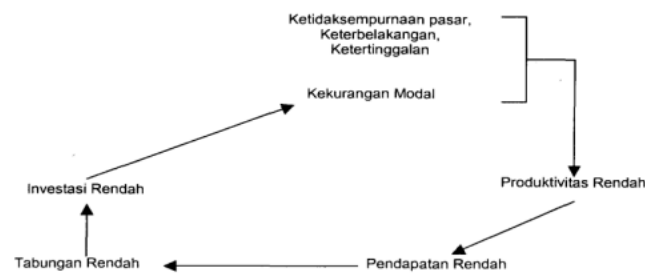 Ketidaksempurnaan pasar,
Keterbelakangan,
Ketertinggalan
Kekurangan Modal
Investasi Rendah
Produktivitas Rendah
Tabungan Rendah
Pendapatan Rendah